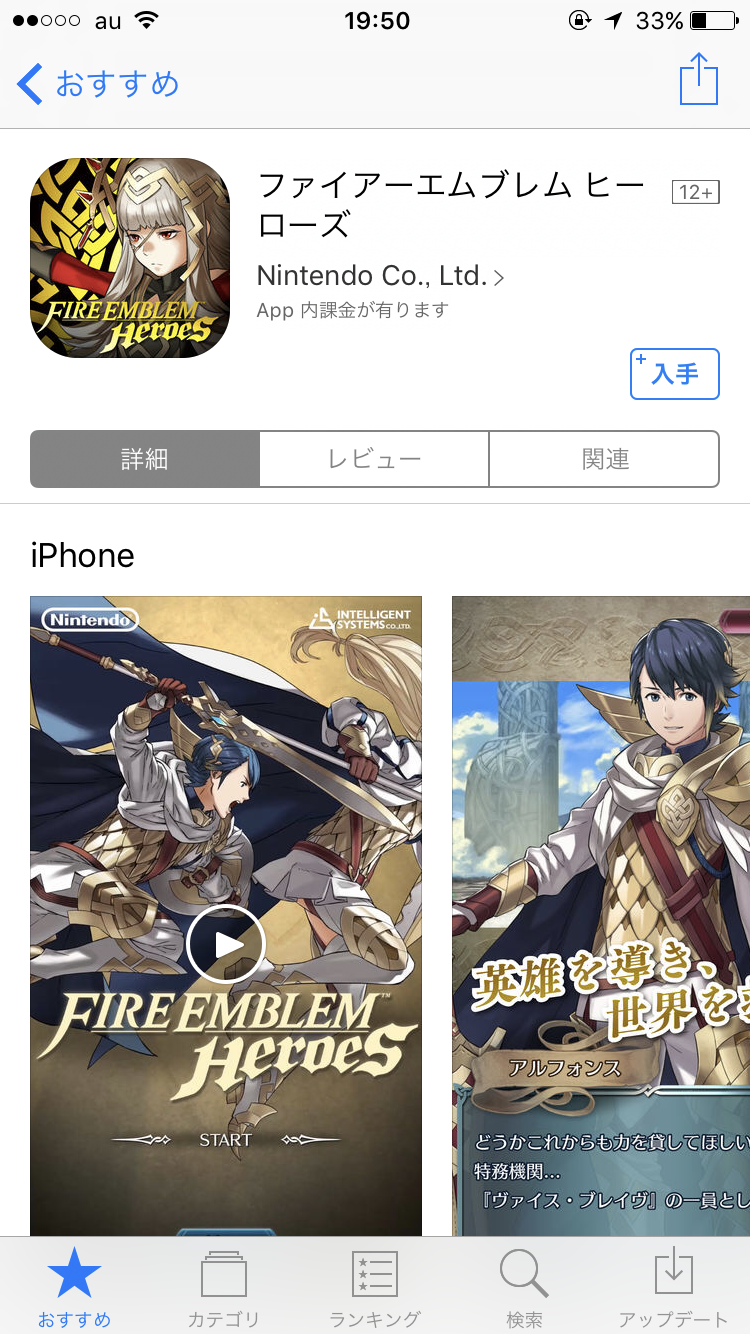 au 19:50 33%
おすすめ
ファイアーエムブレム ヒー
ローズ
12+
Nintendo Co., Ltd.
App 内課金が有ります
+入手
FIRE EMBLEM
Heroes
詳細 レビュー 関連
iPhone
Nintendo
INTELLIGENT
SYSTEMS CO.,LTD.
FIRE EMBLEM™
Heroes
START
英雄を導き、
世界を
アルフォンス
どうかこれからも力を貸してほしい
特務機関…
『ヴァイス・ブレイヴ』の一員とし
おすすめ カテゴリ ランキング 検索 アップデート